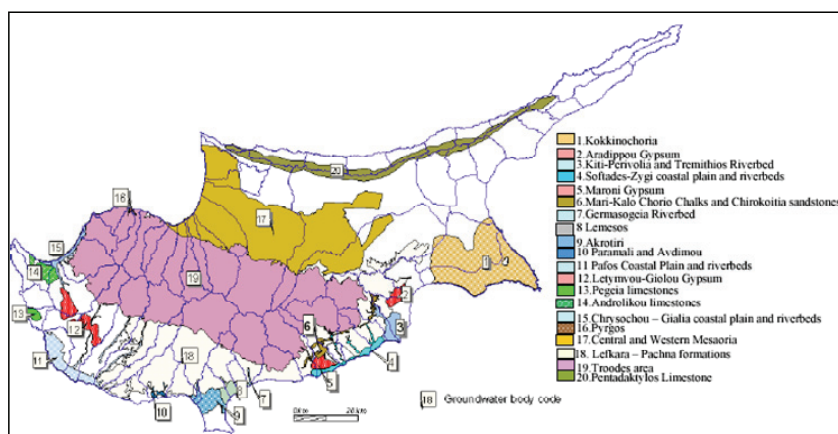 1.Kokkinochoria
2.Aradippou Gypsum
3.Kiti-Perivolia and Tremithios Riverbed
4.Softades-Zygi coastal plain and riverbeds
5.Maroni Gypsum
6.Mari-Kalo Chorio Chalks and Chirokoitia sandstones
7.Germasogeia Riverbed
8 Lemesos
9.Akrotiri
10 Paramali and Avdimou
11 Pafos Coastal Plain and riverbeds
12.Letymvou-Giolou Gypsum
13 Pegeia limestones
14 Androlikou limestones
15.Chrysochou – Gialia coastal plain and riverbeds
16.Pyrgos
17.Central and Western Mesaoria
18. Lefkara – Pachna formations
19.Troodes area
20.Pentadaktylos Limestone
18 Groundwater body code
20
16
17
15
14
19
1
2
13
12
3
6
11
18
4
5
7
8
10
9
20 km